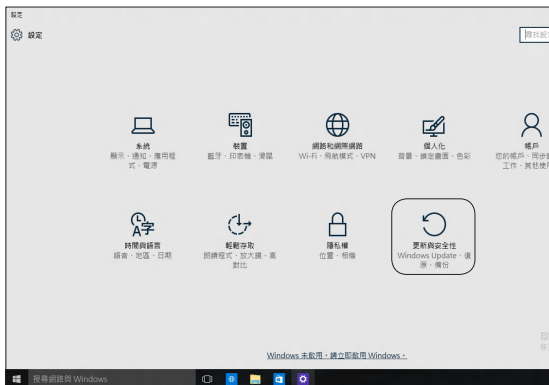 設定
設定
尋找設
系統
顯示、通知、應用程
式、電源
裝置
藍牙、印表機、滑鼠
網路和網際網路
Wi-Fi、飛航模式、VPN
個人化
背景、鎖定畫面、色彩
帳戶
您的帳戶、同步
工作、其他使
時間與語言
語音、地區、日期
輕鬆存取
朗讀程式、放大鏡、高
對比
隱私權
位置、相機
更新與安全性
Windows Update、復
原、備份
Windows 未啟用。請立即啟用 Windows。
搜尋網路與 Windows